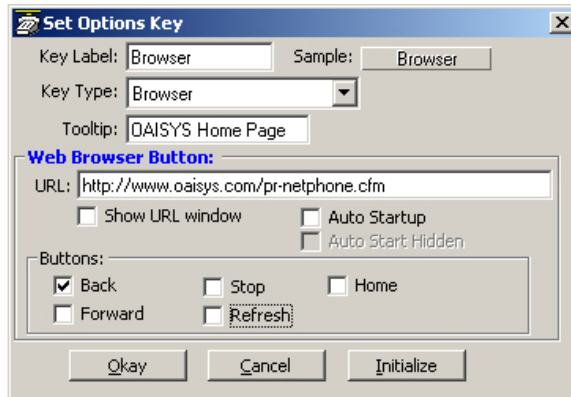 Set Options Key
Key Label: Browser Sample: Browser
Key Type: Browser
Tooltip: OAISYS Home Page
Web Browser Button:
URL: http://www.oaisys.com/pr-netphone.cfm
Show URL window Auto Startup
Auto Start Hidden
Buttons:
Back Stop Home
Forward Refresh
Okay Cancel Initialize